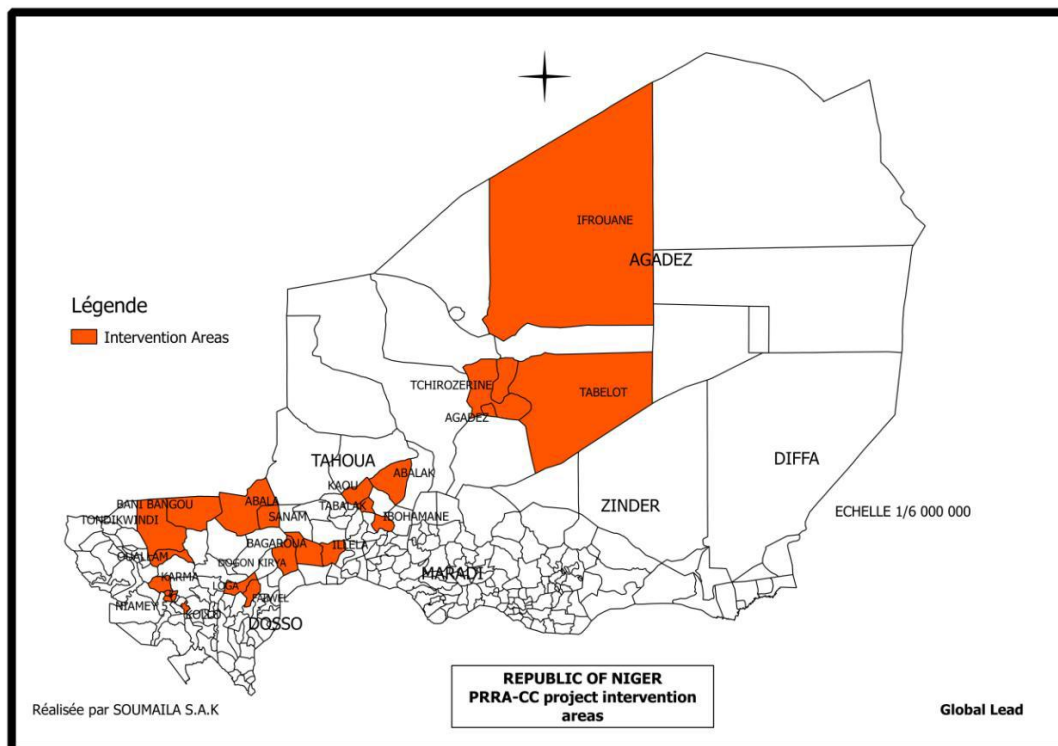 IFROUANE
AGADEZ
Légende
Intervention Areas
TCHIROZERINE
TABELOT
AGADEZ
TAHOUA
ABALAK
DIFFA
KAOU
BANI BANGOU
ABALA
TABALAK
ZINDER
ECHELLE 1/6 000 000
TONDIKWINDI
SANAM
IBOHAMANE
OUALLAM
BAGAROUA
ILLELA
DOGON KIRYA
KARMA
MARADI
LOGA
NIAMEY 5
KOLLO
DOSSO
REPUBLIC OF NIGER
PRRA-CC project intervention
areas
Réalisée par SOUMAILA S.A.K
Global Lead